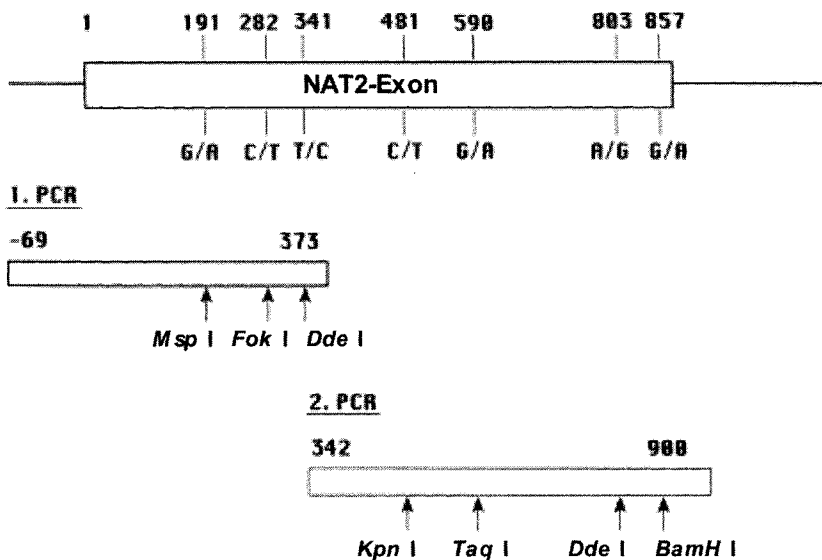 1 191 282 341 481 590 803 857
NAT2-Exon
G/A C/T T/C C/T G/A A/G G/A
1. PCR
-69 373
Msp I Fok I Dde I
2. PCR
342 900
Kpn I Taq I Dde I BamH I